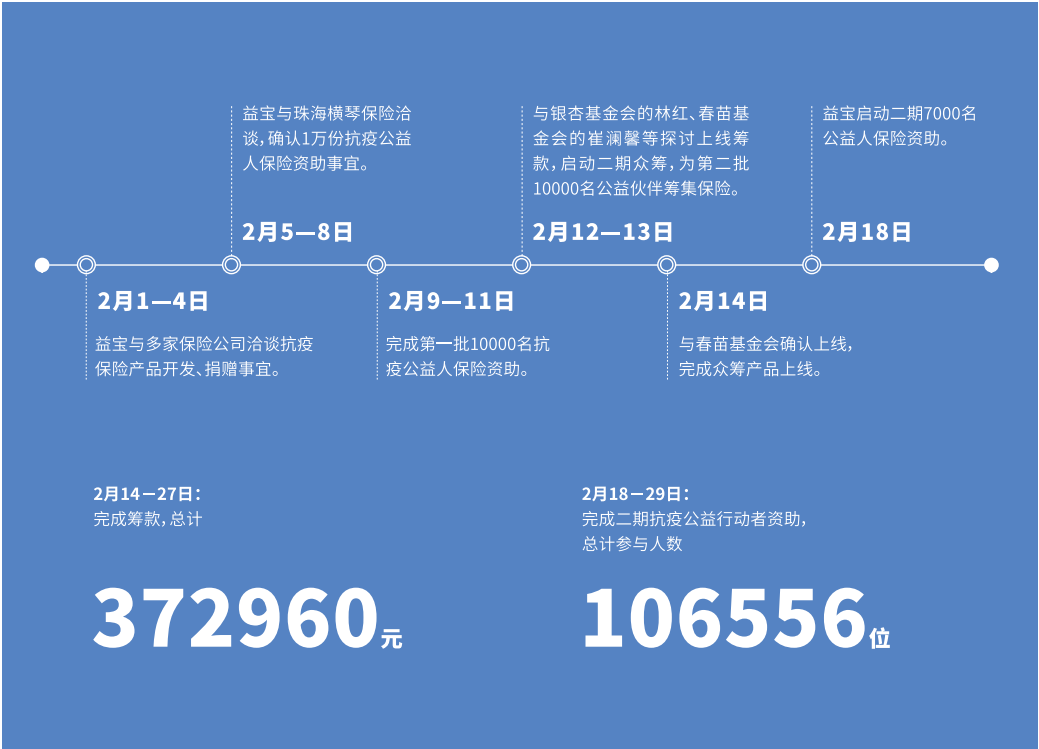 益宝与珠海横琴保险洽
谈，确认1万份抗疫公益
人保险资助事宜。
2月5—8日
与银杏基金会的林红、春苗基
金会的崔澜馨等探讨上线筹
款，启动二期众筹，为第二批
10000名公益伙伴筹集保险。
2月12—13日
益宝启动二期7000名
公益人保险资助。
2月18日
2月1—4日
益宝与多家保险公司洽谈抗疫
保险产品开发、捐赠事宜。
2月9—11日
完成第一批10000名抗
疫公益人保险资助。
2月14日
与春苗基金会确认上线，
完成众筹产品上线。
2月14－27日：
完成筹款，总计
372960元
2月18－29日：
完成二期抗疫公益行动者资助，
总计参与人数
106556位